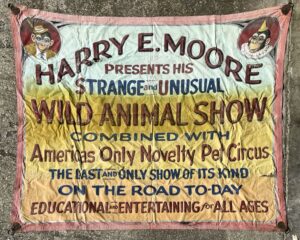 HARRY E. MOORE
PRESENTS HIS
STRANGE and UNUSUAL
WILD ANIMAL SHOW
COMBINED WITH
Americas Only Novelty Pet Circus
THE LAST AND ONLY SHOW OF ITS KIND
ON THE ROAD TO-DAY
EDUCATIONAL AND ENTERTAINING for ALL AGES